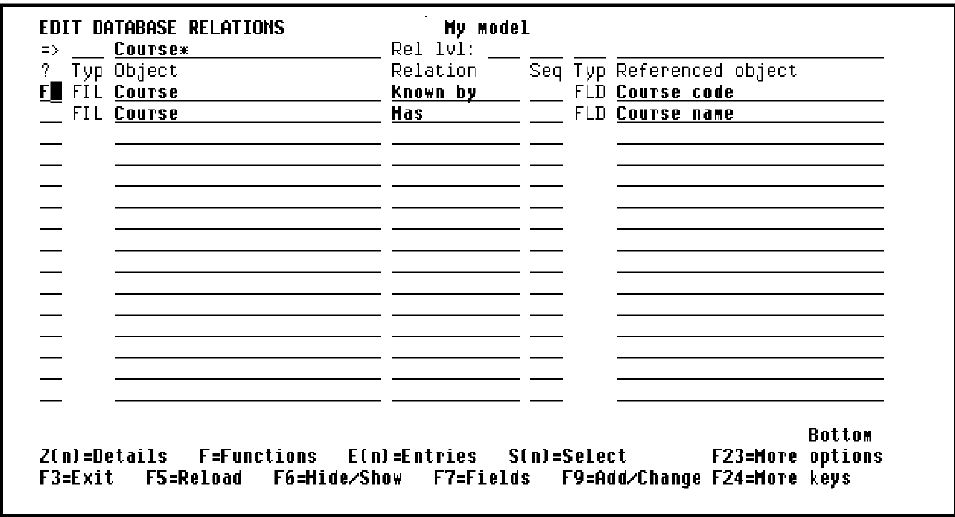 EDIT DATABASE RELATIONS My model
=> Course* Rel lvl:
? Typ Object Relation Seq Typ Referenced object
F FIL Course Known by FLD Course code
FIL Course Has FLD Course name
Bottom
Z(n)=Details F=Functions E(n)=Entries S(n)=Select F23=More options
F3=Exit F5=Reload F6=Hide/Show F7=Fields F9=Add/Change F24=More keys